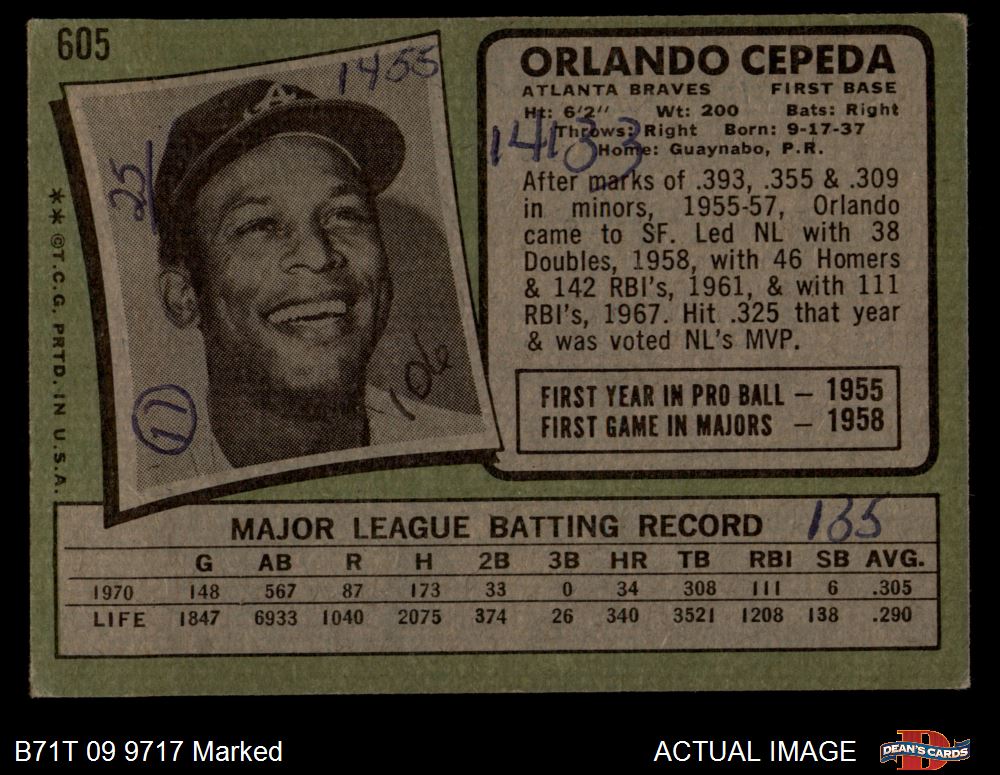 605
1455
25
106
11
**©T.C.G. PRTD. IN U.S.A.
ORLANDO CEPEDA
ATLANTA BRAVES FIRST BASE
Ht: 6'2" Wt: 200 Bats: Right
Throws: Right Born: 9-17-37
Home: Guaynabo, P.R.
After marks of .393, .355 & .309
in minors, 1955-57, Orlando
came to SF. Led NL with 38
Doubles, 1958, with 46 Homers
& 142 RBI's, 1961, & with 111
RBI's, 1967. Hit .325 that year
& was voted NL's MVP.
FIRST YEAR IN PRO BALL — 1955
FIRST GAME IN MAJORS — 1958
MAJOR LEAGUE BATTING RECORD
G AB R H 2B 3B HR TB RBI SB AVG.
1970 148 567 87 173 33 0 34 308 111 6 .305
LIFE 1847 6933 1040 2075 374 26 340 3521 1208 138 .290
B71T 09 9717 Marked
ACTUAL IMAGE
DEAN'S CARDS